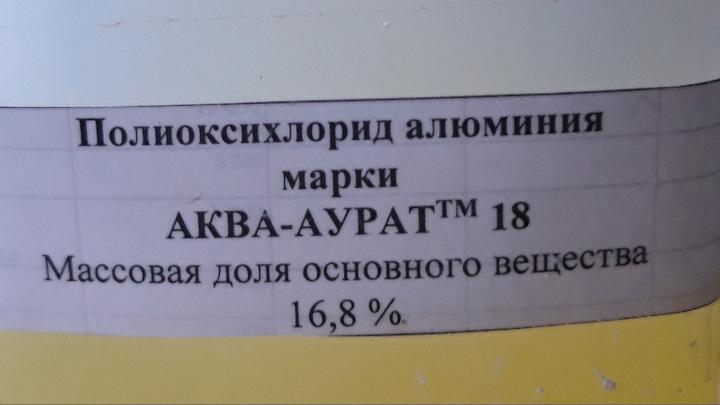 Полиоксихлорид алюминия
марки
АКВА-АУРАТ™ 18
Массовая доля основного вещества
16,8 %